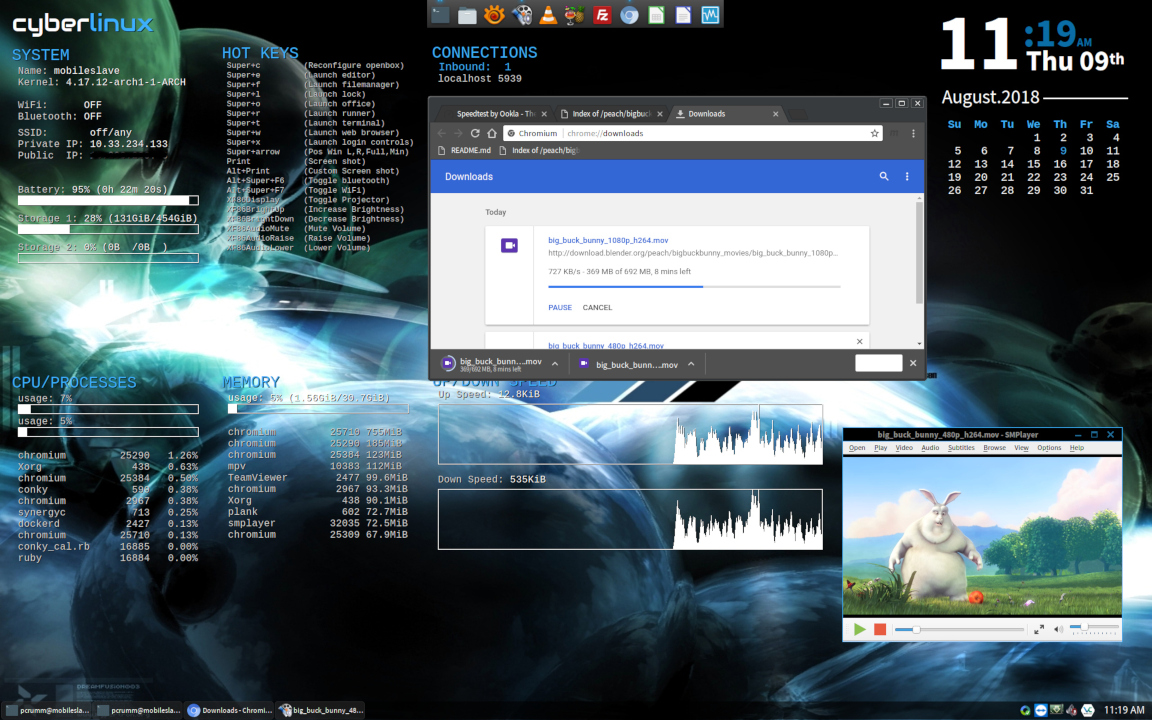 cyberlinux
SYSTEM
Name: mobileslave
Kernel: 4.17.12-arch1-1-ARCH
WiFi: OFF
Bluetooth: OFF
SSID: off/any
Private IP: 10.33.234.133
Public IP:
Battery: 95% (0h 22m 20s)
Storage 1: 28% (131GiB/454GiB)
Storage 2: 0% (0B /0B )
HOT KEYS
Super+c (Reconfigure openbox)
Super+e (Launch editor)
Super+f (Launch filemanager)
Super+l (Launch lock)
Super+o (Launch office)
Super+r (Launch runner)
Super+t (Launch terminal)
Super+w (Launch web browser)
Super+x (Launch login controls)
Super+arrow (Pos Win L,R,Full,Min)
Print (Screen shot)
Alt+Print (Custom Screen shot)
Alt+Super+F6 (Toggle bluetooth)
Alt+Super+F7 (Toggle WiFi)
XF86Display (Toggle Projector)
(Increase Brightness)
(Decrease Brightness)
XF86AudioMute (Mute Volume)
XF86AudioRaise (Raise Volume)
XF86AudioLower (Lower Volume)
CONNECTIONS
Inbound: 1
localhost 5939
Speedtest by Ookla - The
Index of /peach/bigbuck
Downloads
Chromium chrome://downloads
README.md
Index of /peach/big
Downloads
Today
big_buck_bunny_1080p_h264.mov
http://download.blender.org/peach/bigbuckbunny_movies/big_buck_bunny_1080p...
727 KB/s - 369 MB of 692 MB, 8 mins left
PAUSE CANCEL
big_buck_bunny_480p_h264.mov
big_buck_bunn....mov
369/692 MB, 8 mins left
big_buck_bunn....mov
11:19AM
Thu 09th
August.2018
Su Mo Tu We Th Fr Sa
1 2 3 4
5 6 7 8 9 10 11
12 13 14 15 16 17 18
19 20 21 22 23 24 25
26 27 28 29 30 31
CPU/PROCESSES
usage: 7%
usage: 5%
chromium 25290 1.26%
Xorg 438 0.63%
chromium 25384 0.50%
conky 590 0.38%
chromium 2967 0.38%
synergyc 713 0.25%
dockerd 2427 0.13%
chromium 25710 0.13%
conky_cal.rb 16885 0.00%
ruby 16884 0.00%
MEMORY
usage: 5% (1.56GiB/30.7GiB)
chromium 25710 755MiB
chromium 25290 185MiB
chromium 25384 123MiB
mpv 10383 112MiB
TeamViewer 2477 99.6MiB
chromium 2967 93.3MiB
Xorg 438 90.1MiB
plank 602 72.7MiB
smplayer 32035 72.5MiB
chromium 25309 67.9MiB
UP/DOWN SPEED
Up Speed: 12.8KiB
Down Speed: 535KiB
big_buck_bunny_480p_h264.mov - SMPlayer
Open Play Video Audio Subtitles Browse View Options Help
DREAMFUSIONOOS
pcrumm@mobilesla...
pcrumm@mobilesla...
Downloads - Chromi...
big_buck_bunny_48...
11:19 AM